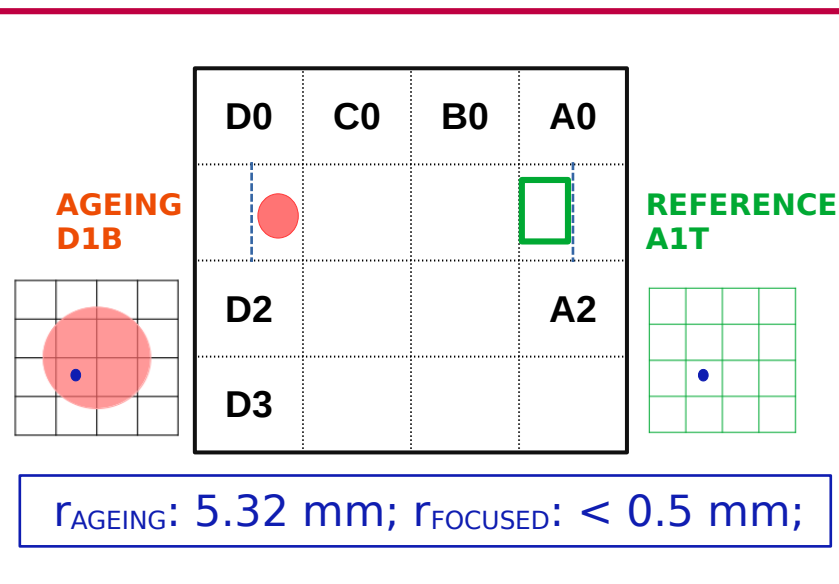 D0 C0 B0 A0
AGEING
D1B
REFERENCE
A1T
D2 A2
D3
rAGEING: 5.32 mm; rFOCUSED: < 0.5 mm;